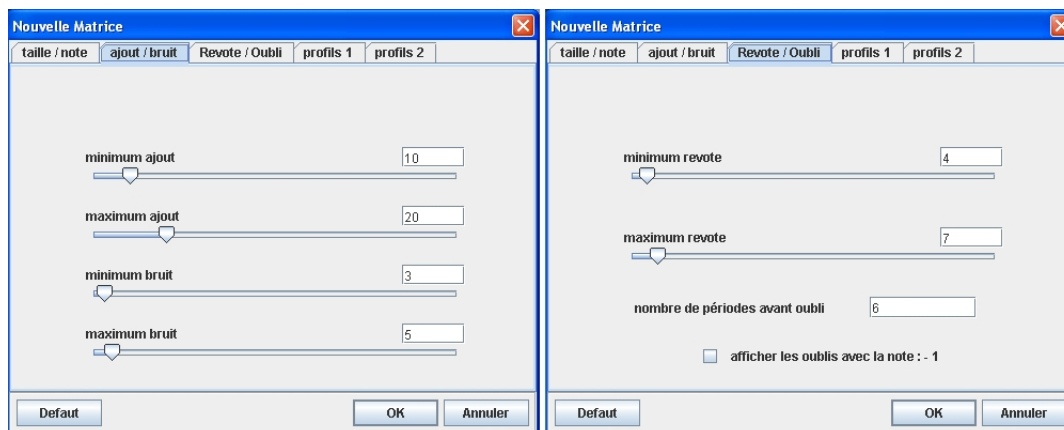 Nouvelle Matrice
taille / note ajout / bruit Revote / Oubli profils 1 profils 2
minimum ajout 10
maximum ajout 20
minimum bruit 3
maximum bruit 5
Defaut OK Annuler
Nouvelle Matrice
taille / note ajout / bruit Revote / Oubli profils 1 profils 2
minimum revote 4
maximum revote 7
nombre de périodes avant oubli 6
afficher les oublis avec la note : - 1
Defaut OK Annuler